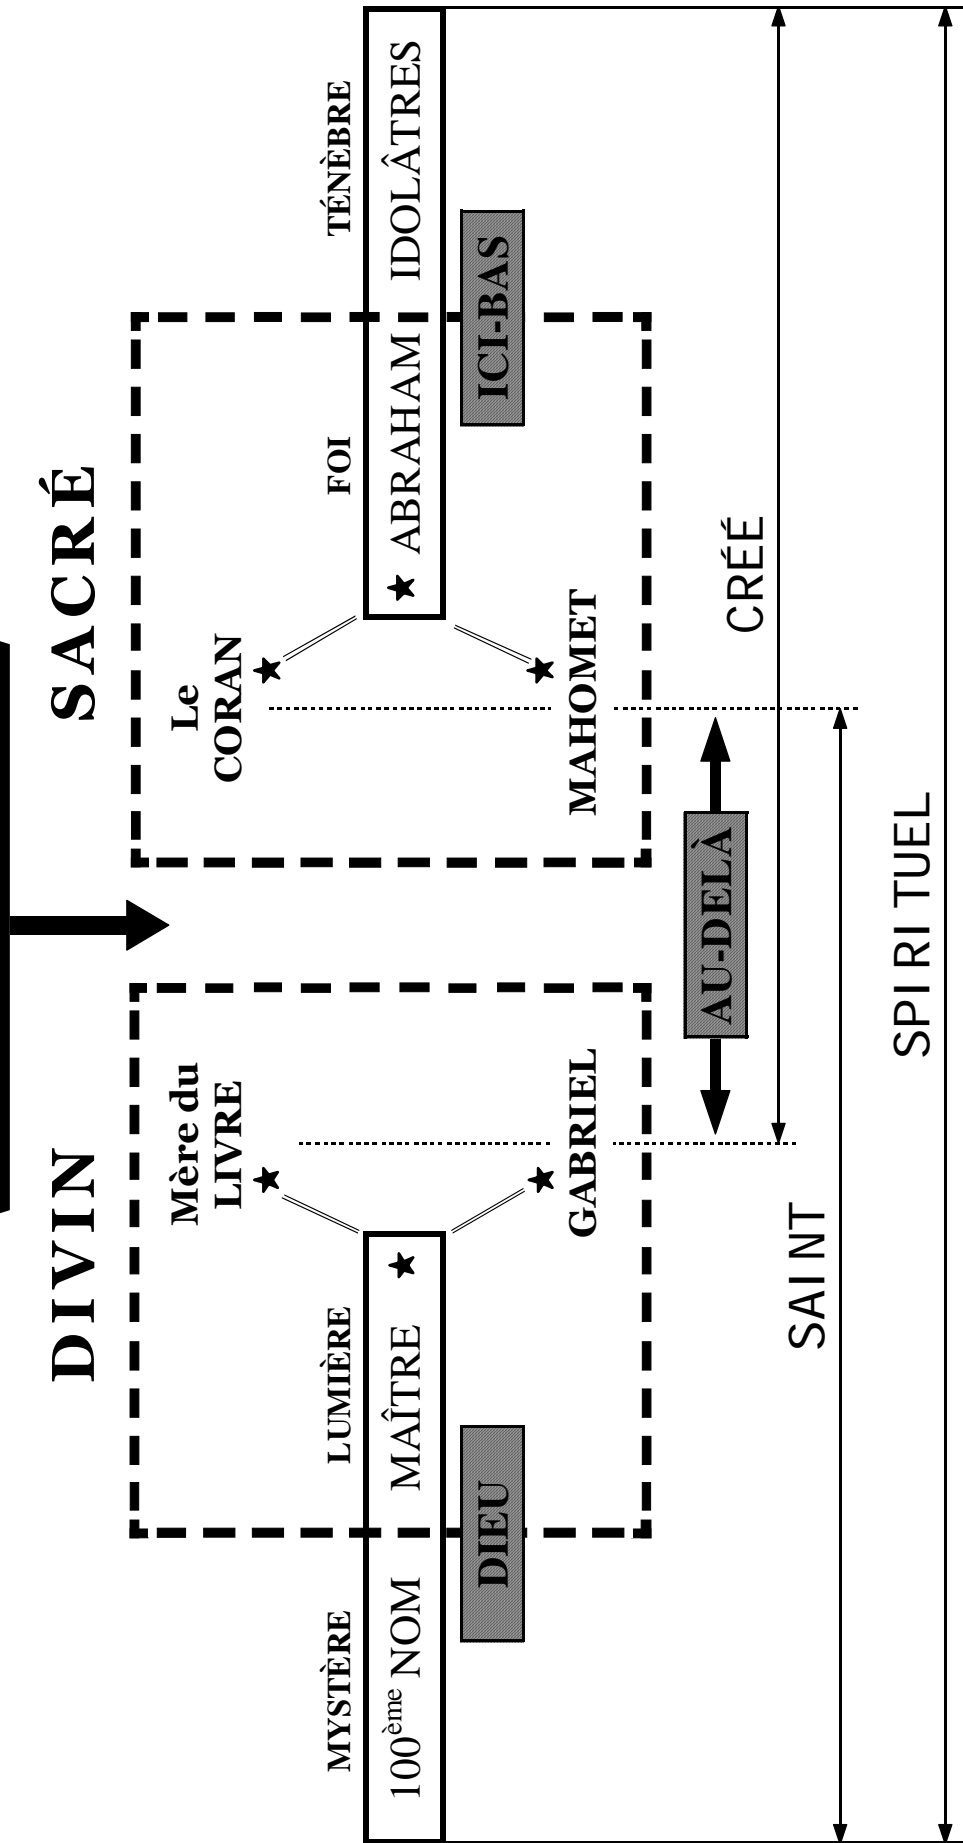 DIVIN
SACRÉ
Mère du
LIVRE
Le
CORAN
MYSTÈRE
LUMIÈRE
FOI
TÉNÈBRE
100ème NOM
MAÎTRE
ABRAHAM
IDOLÂTRES
DIEU
ICI-BAS
GABRIEL
MAHOMET
AU-DELÀ
CRÉÉ
SAINT
SPIRITUEL